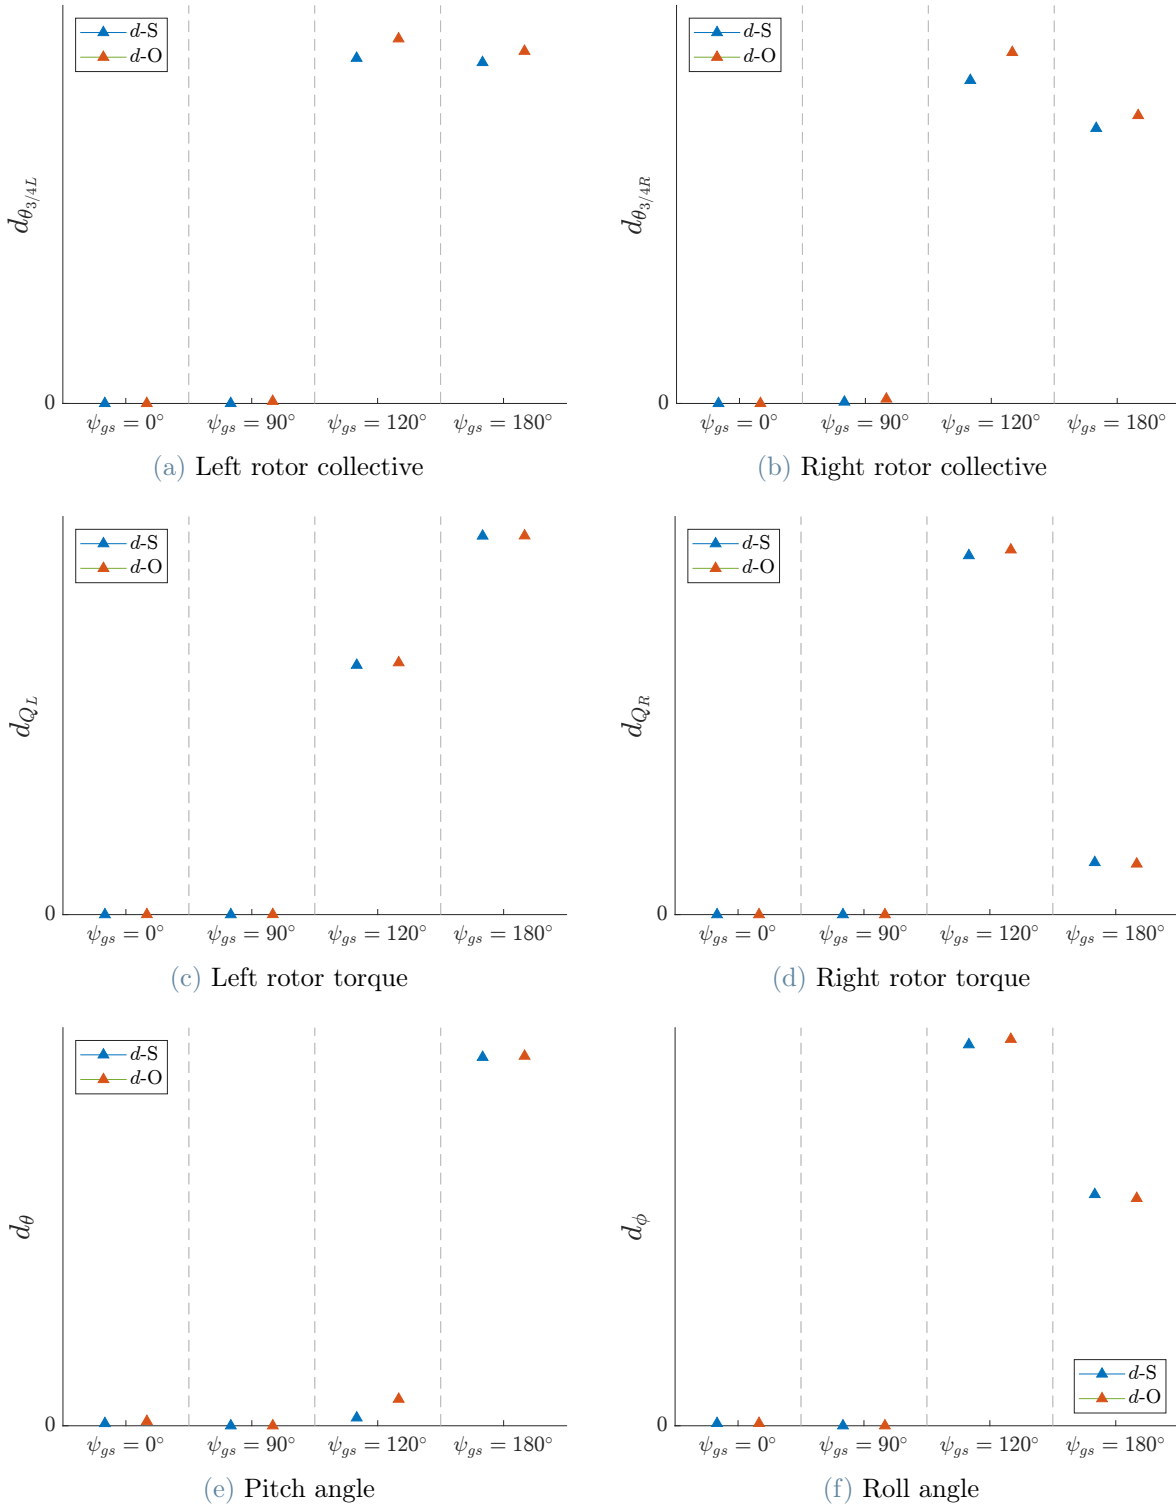 d-S
d-O
d-S
d-O
dθ3/4L
dθ3/4R
0
0
ψgs = 0° ψgs = 90° ψgs = 120° ψgs = 180°
ψgs = 0° ψgs = 90° ψgs = 120° ψgs = 180°
(a) Left rotor collective
(b) Right rotor collective
d-S
d-O
d-S
d-O
dQL
dQR
0
0
ψgs = 0° ψgs = 90° ψgs = 120° ψgs = 180°
ψgs = 0° ψgs = 90° ψgs = 120° ψgs = 180°
(c) Left rotor torque
(d) Right rotor torque
d-S
d-O
dθ
dϕ
d-S
d-O
0
0
ψgs = 0° ψgs = 90° ψgs = 120° ψgs = 180°
ψgs = 0° ψgs = 90° ψgs = 120° ψgs = 180°
(e) Pitch angle
(f) Roll angle